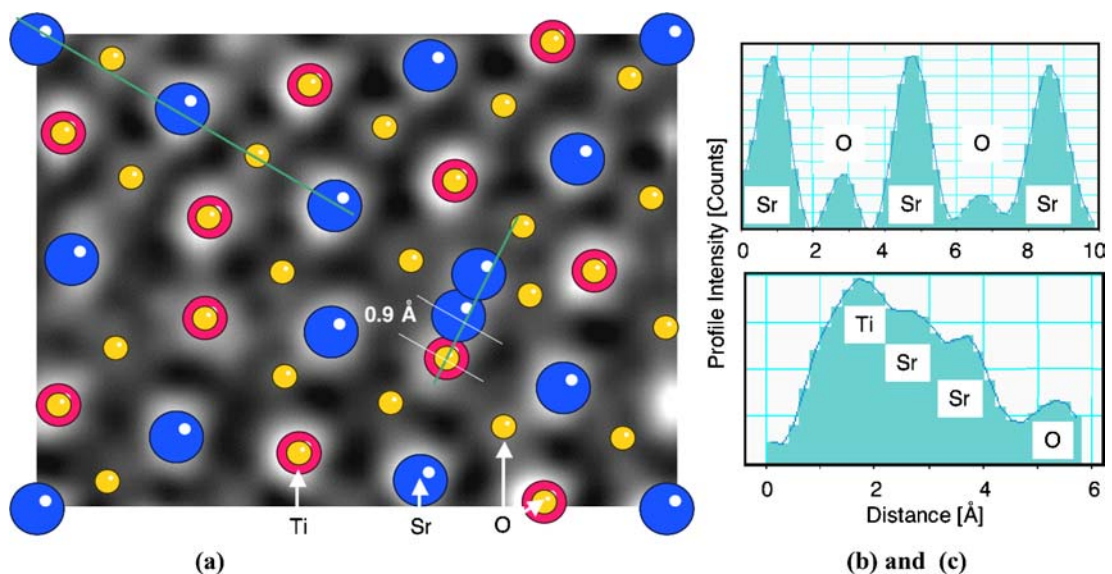 0.9 Å
Ti
Sr
O
(a)
Profile Intensity [Counts]
O
O
Sr
Sr
Sr
0 2 4 6 8 10
Ti
Sr
Sr
O
0 2 4 6
Distance [Å]
(b) and (c)